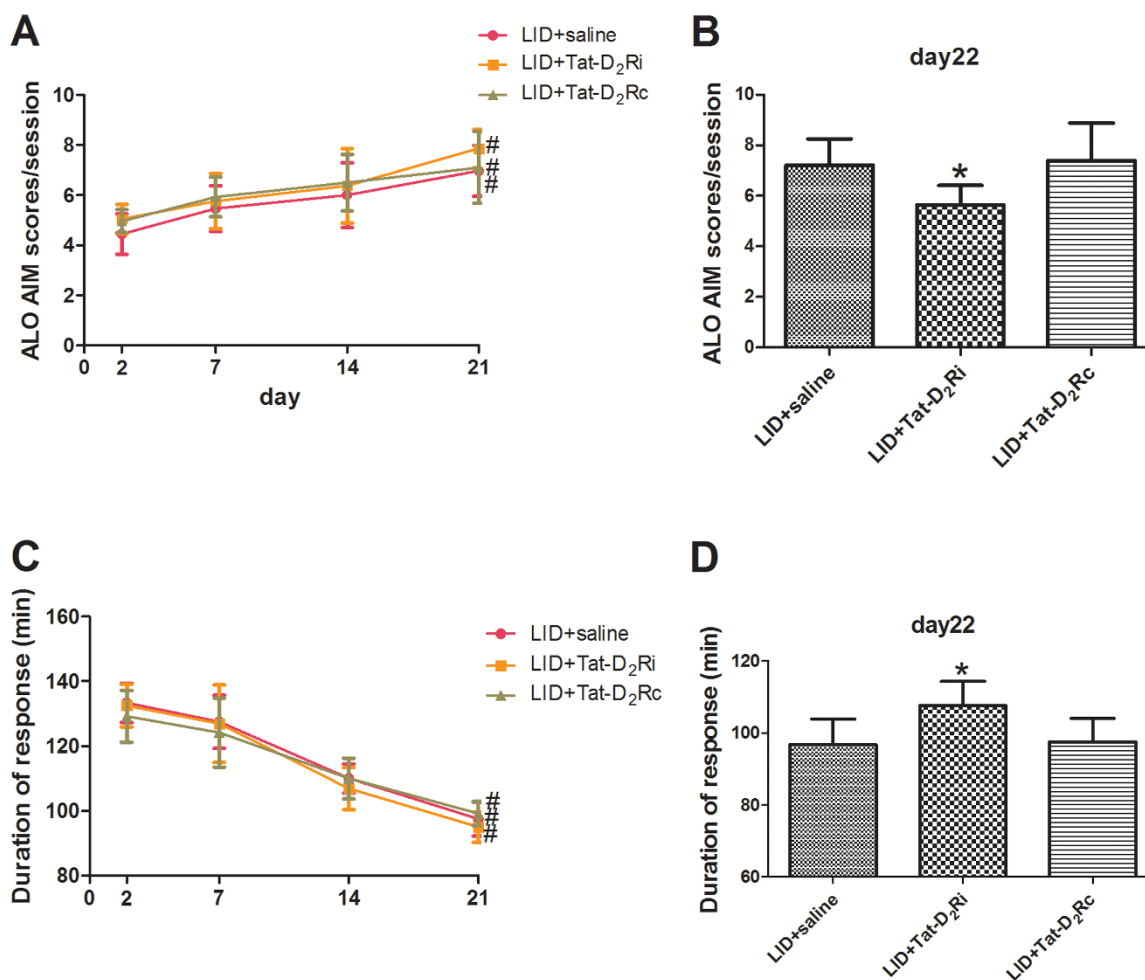 A
LID+saline
LID+Tat-D₂Ri
LID+Tat-D₂Rc
ALO AIM scores/session
10
8
6
4
2
0
0 2 7 14 21
day
#
#
#
B
day22
ALO AIM scores/session
10
8
6
4
2
0
*
LID+saline
LID+Tat-D₂Ri
LID+Tat-D₂Rc
C
LID+saline
LID+Tat-D₂Ri
LID+Tat-D₂Rc
Duration of response (min)
160
140
120
100
80
0 2 7 14 21
#
#
#
D
day22
Duration of response (min)
120
100
80
60
*
LID+saline
LID+Tat-D₂Ri
LID+Tat-D₂Rc